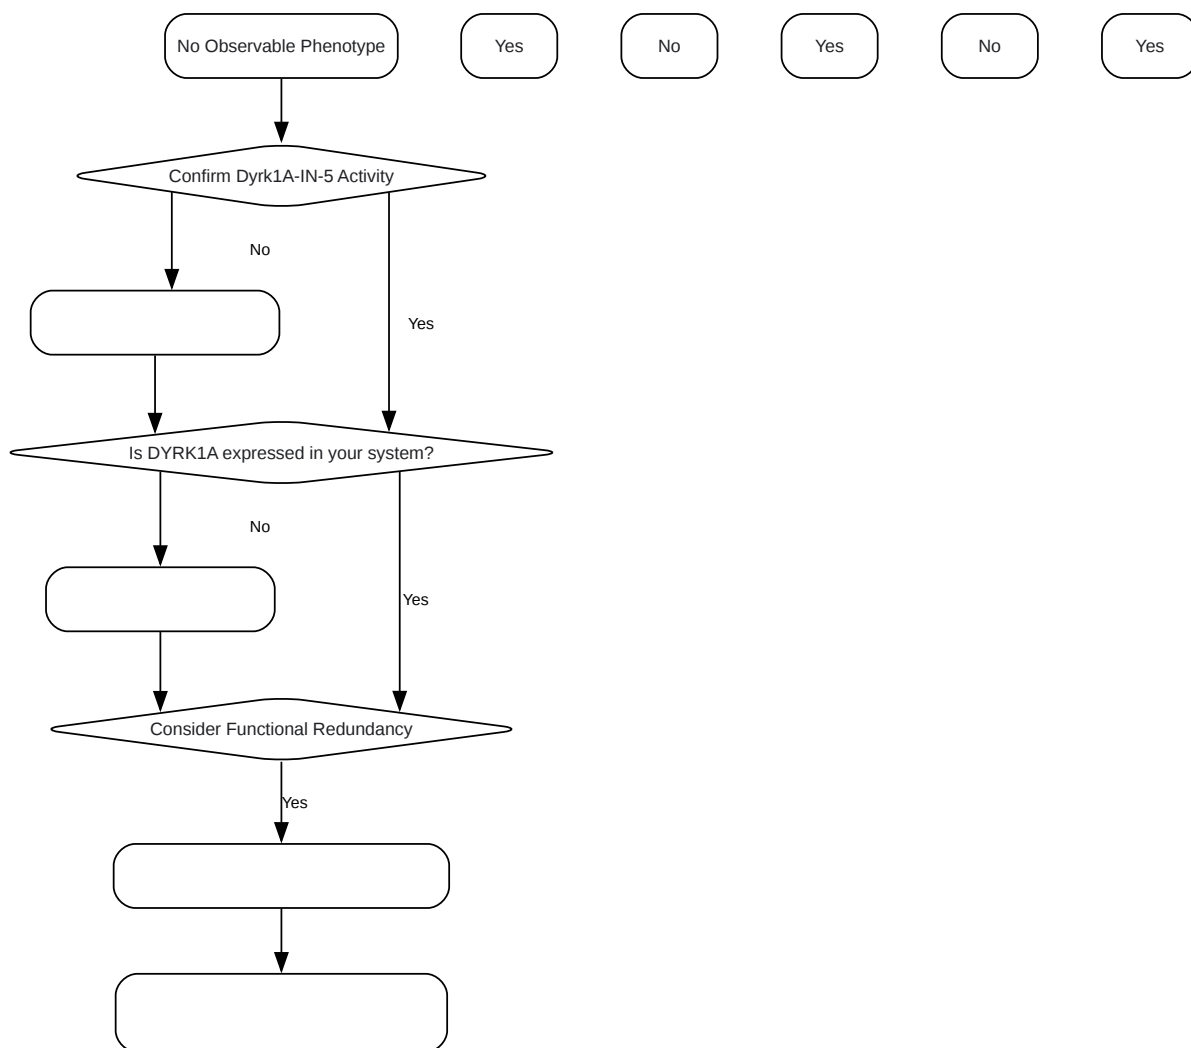 No Observable Phenotype
Yes
No
Yes
No
Yes
Confirm Dyrk1A-IN-5 Activity
No
Yes
Is DYRK1A expressed in your system?
No
Yes
Consider Functional Redundancy
Yes